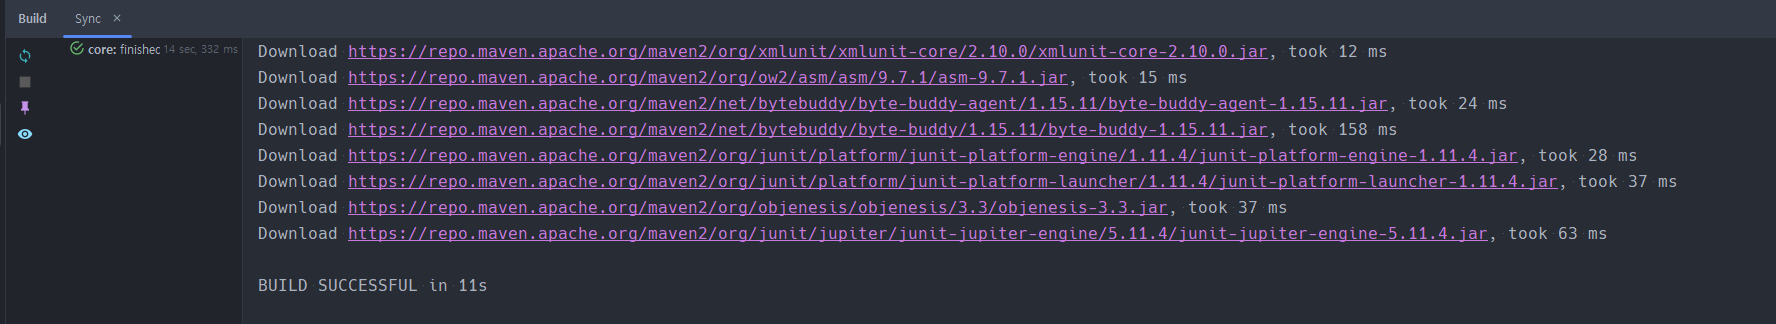 Build Sync ×
core: finished 14 sec, 332 ms
Download https://repo.maven.apache.org/maven2/org/xmlunit/xmlunit-core/2.10.0/xmlunit-core-2.10.0.jar, took 12 ms
Download https://repo.maven.apache.org/maven2/org/ow2/asm/asm/9.7.1/asm-9.7.1.jar, took 15 ms
Download https://repo.maven.apache.org/maven2/net/bytebuddy/byte-buddy-agent/1.15.11/byte-buddy-agent-1.15.11.jar, took 24 ms
Download https://repo.maven.apache.org/maven2/net/bytebuddy/byte-buddy/1.15.11/byte-buddy-1.15.11.jar, took 158 ms
Download https://repo.maven.apache.org/maven2/org/junit/platform/junit-platform-engine/1.11.4/junit-platform-engine-1.11.4.jar, took 28 ms
Download https://repo.maven.apache.org/maven2/org/junit/platform/junit-platform-launcher/1.11.4/junit-platform-launcher-1.11.4.jar, took 37 ms
Download https://repo.maven.apache.org/maven2/org/objenesis/objenesis/3.3/objenesis-3.3.jar, took 37 ms
Download https://repo.maven.apache.org/maven2/org/junit/jupiter/junit-jupiter-engine/5.11.4/junit-jupiter-engine-5.11.4.jar, took 63 ms
BUILD SUCCESSFUL in 11s